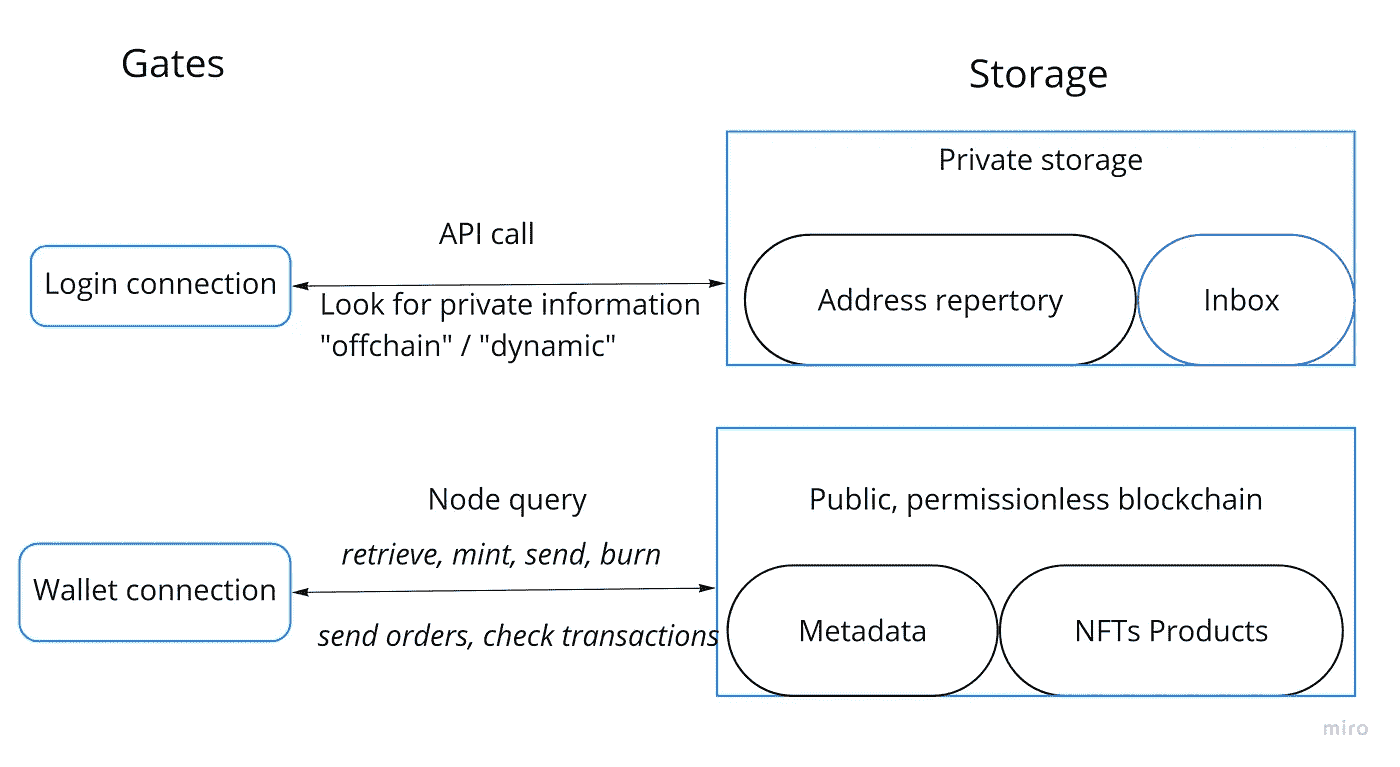 Gates
Storage
Private storage
API call
Login connection
Look for private information
"offchain" / "dynamic"
Address repertory
Inbox
Node query
Public, permissionless blockchain
retrieve, mint, send, burn
Wallet connection
send orders, check transactions
Metadata
NFTs Products
miro